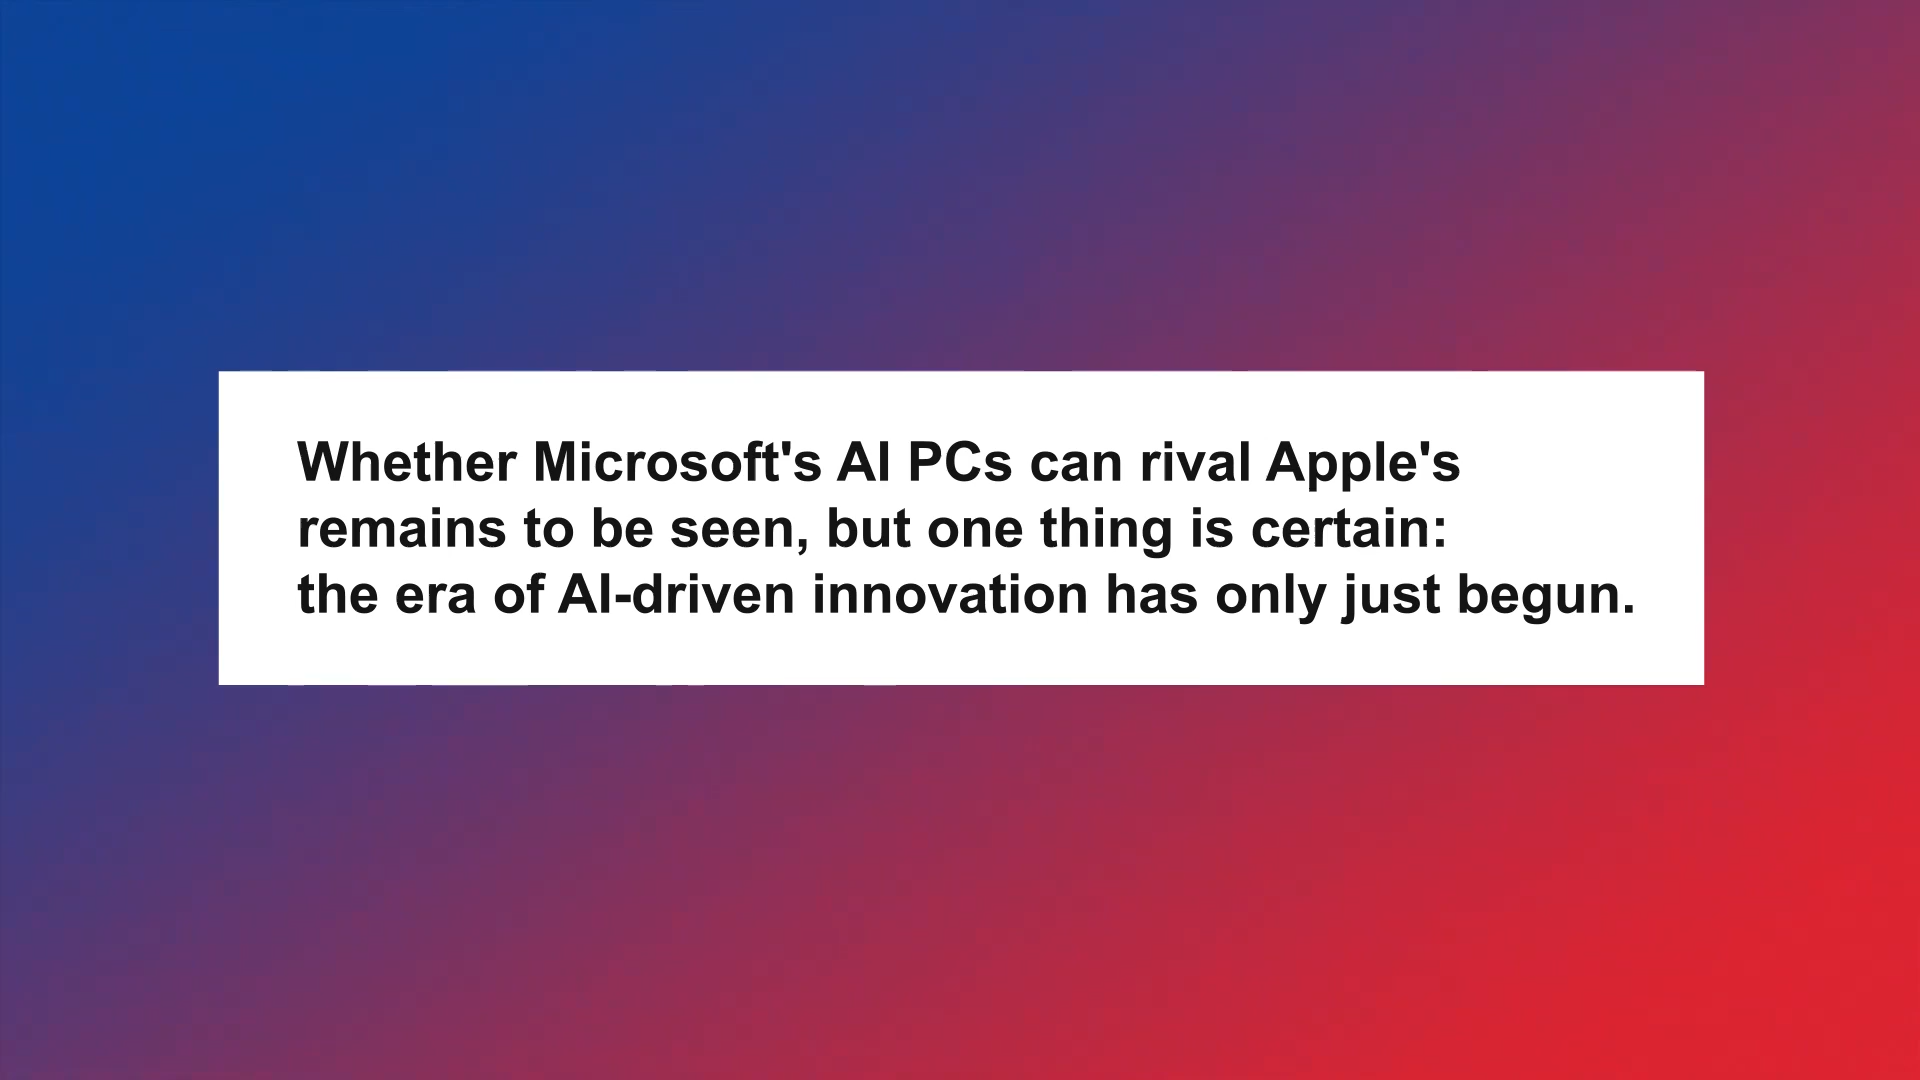 Whether Microsoft's AI PCs can rival Apple's
remains to be seen, but one thing is certain:
the era of AI-driven innovation has only just begun.